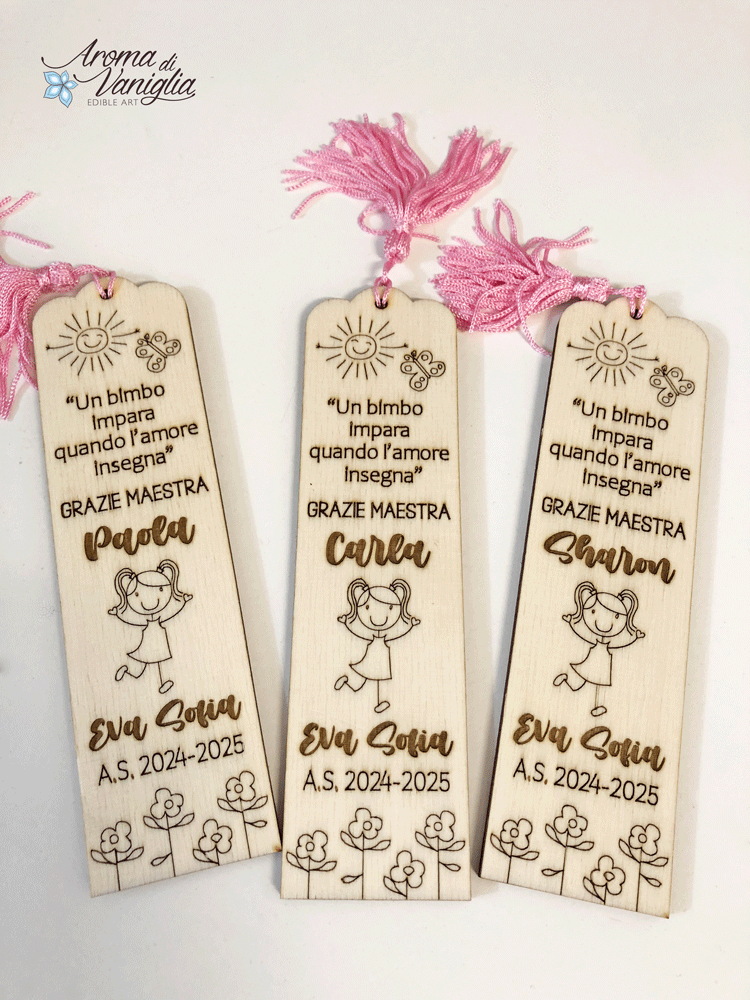 Aroma di
Vaniglia
EDIBLE ART
“Un bimbo
impara
quando l’amore
insegna”
GRAZIE MAESTRA
Paola
Eva Sofia
A.S. 2024-2025
“Un bimbo
impara
quando l’amore
insegna”
GRAZIE MAESTRA
Carla
Eva Sofia
A.S. 2024-2025
“Un bimbo
impara
quando l’amore
insegna”
GRAZIE MAESTRA
Sharon
Eva Sofia
A.S. 2024-2025